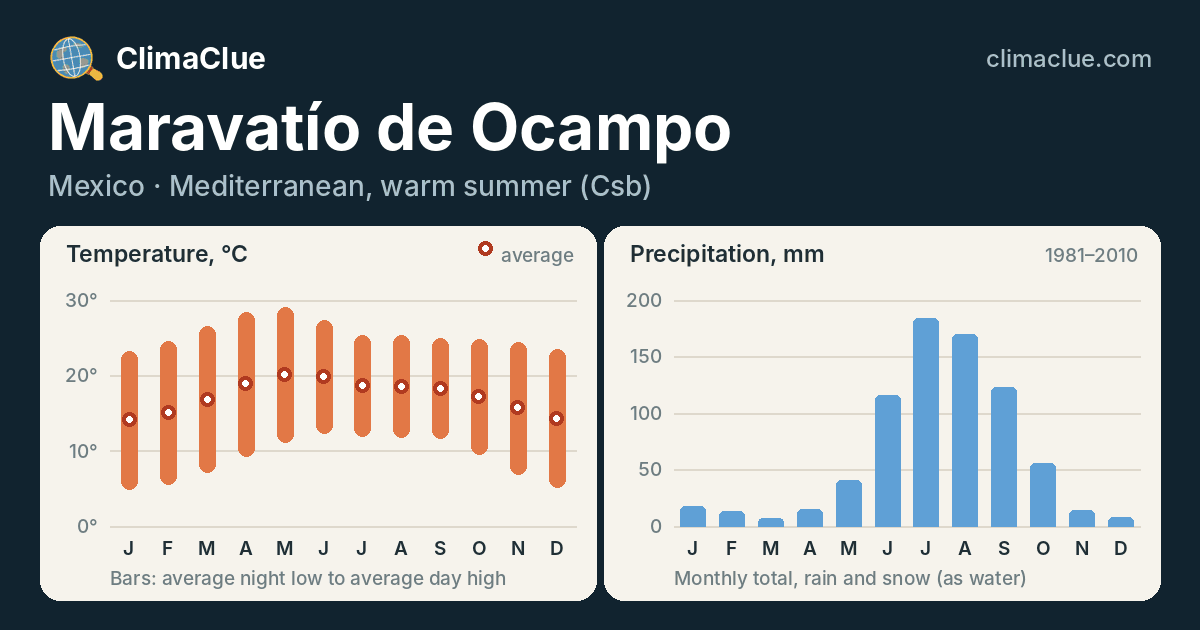 ClimaClue
climaclue.com
Maravatío de Ocampo
Mexico · Mediterranean, warm summer (Csb)
Temperature, °C
average
30°
20°
10°
0°
J F M A M J J A S O N D
Bars: average night low to average day high
Precipitation, mm
1981–2010
200
150
100
50
0
J F M A M J J A S O N D
Monthly total, rain and snow (as water)